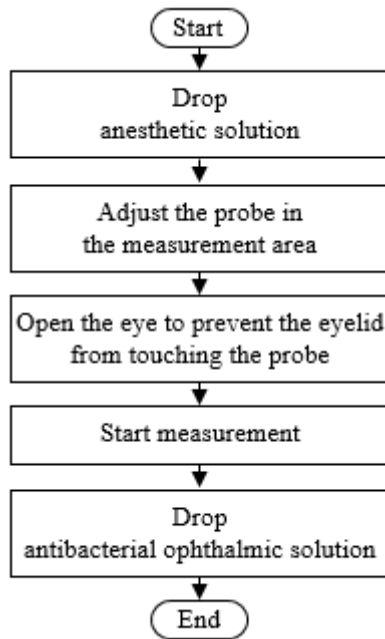 Start
Drop
anesthetic solution
Adjust the probe in
the measurement area
Open the eye to prevent the eyelid
from touching the probe
Start measurement
Drop
antibacterial ophthalmic solution
End